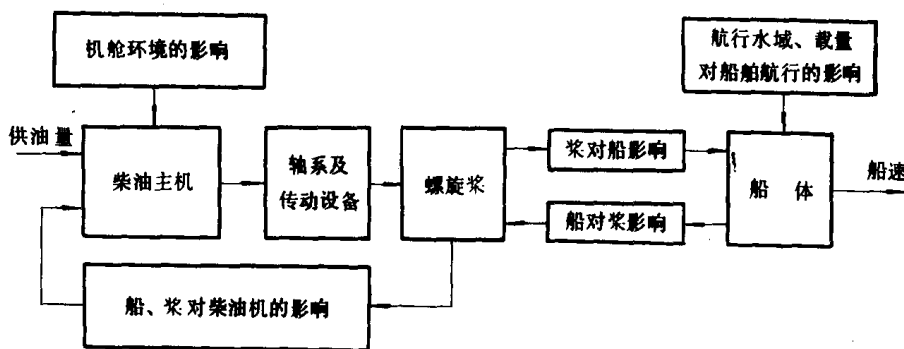 机舱环境的影响
航行水域、载量
对船舶航行的影响
供油量
柴油主机
轴系及
传动设备
螺旋桨
桨对船影响
船对桨影响
船 体
船速
船、桨对柴油机的影响